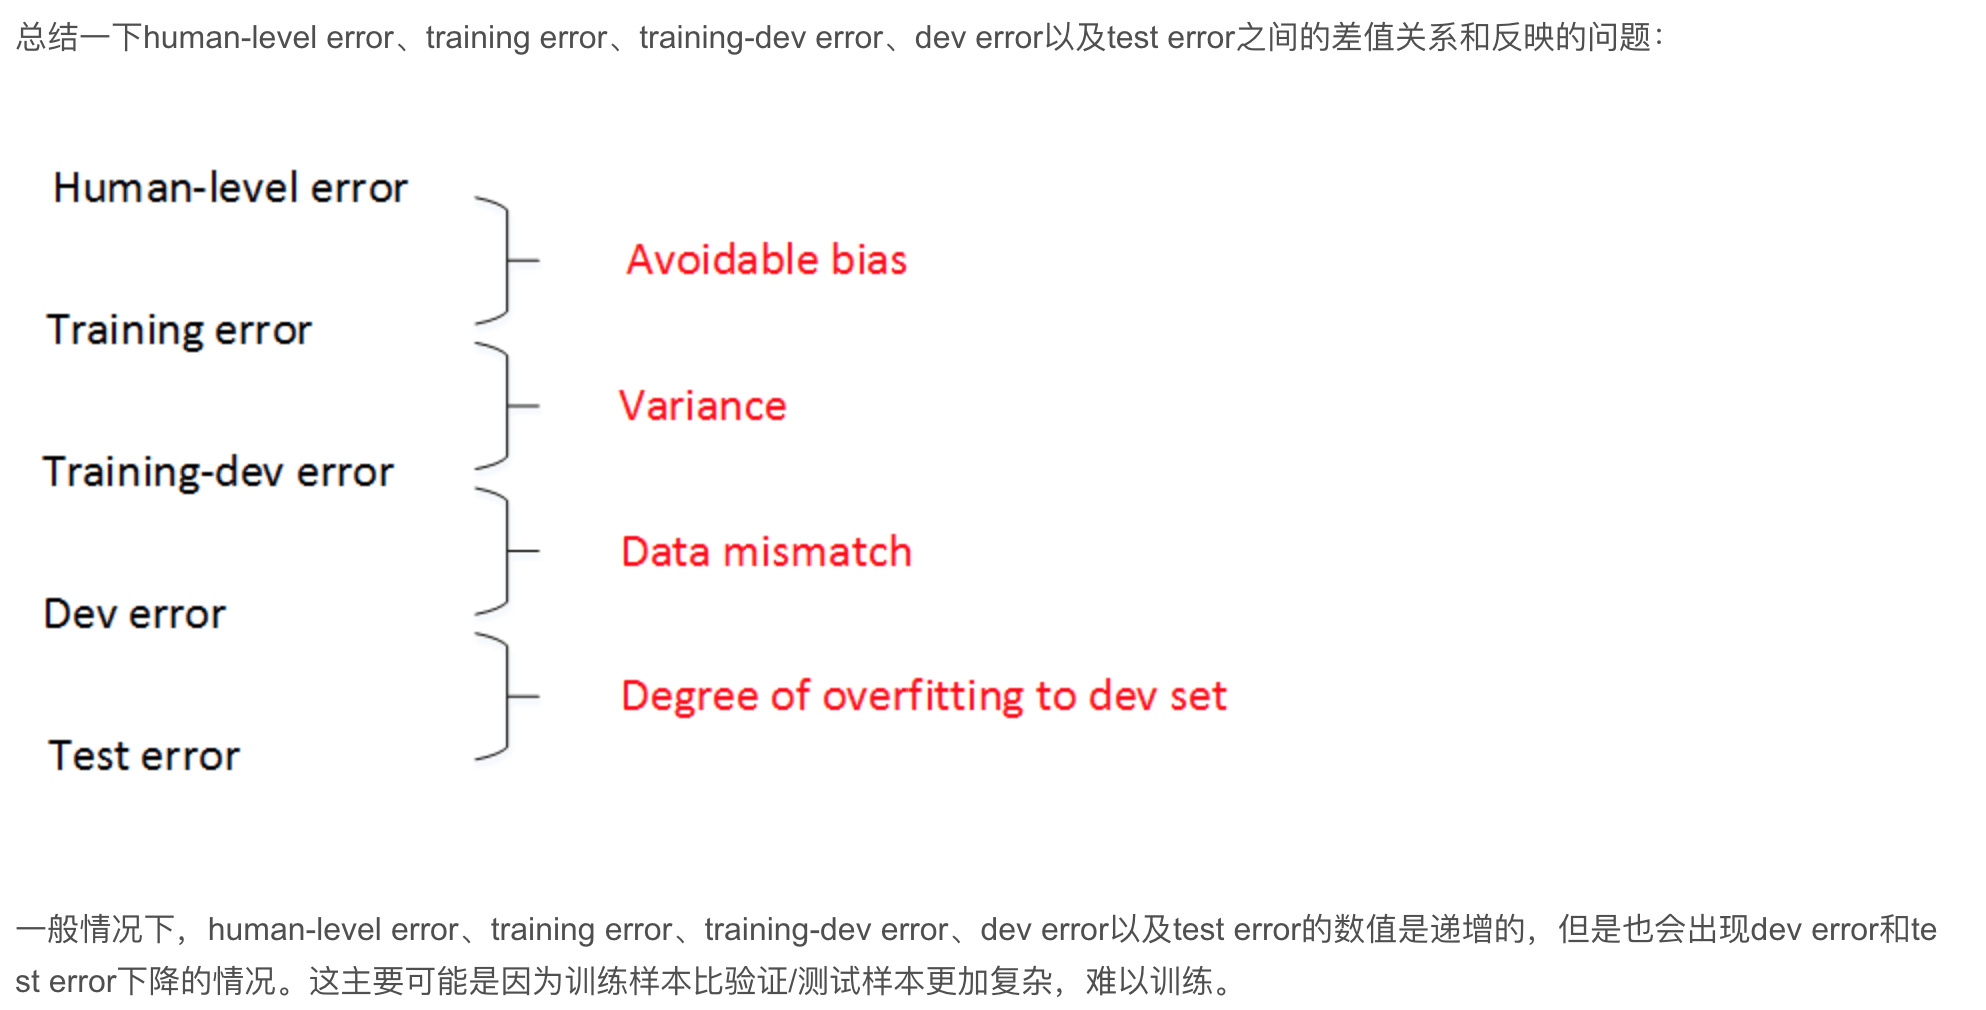 总结一下human-level error、training error、training-dev error、dev error以及test error之间的差值关系和反映的问题：
Human-level error
Avoidable bias
Training error
Variance
Training-dev error
Data mismatch
Dev error
Degree of overfitting to dev set
Test error
一般情况下，human-level error、training error、training-dev error、dev error以及test error的数值是递增的，但是也会出现dev error和te
st error下降的情况。这主要可能是因为训练样本比验证/测试样本更加复杂，难以训练。